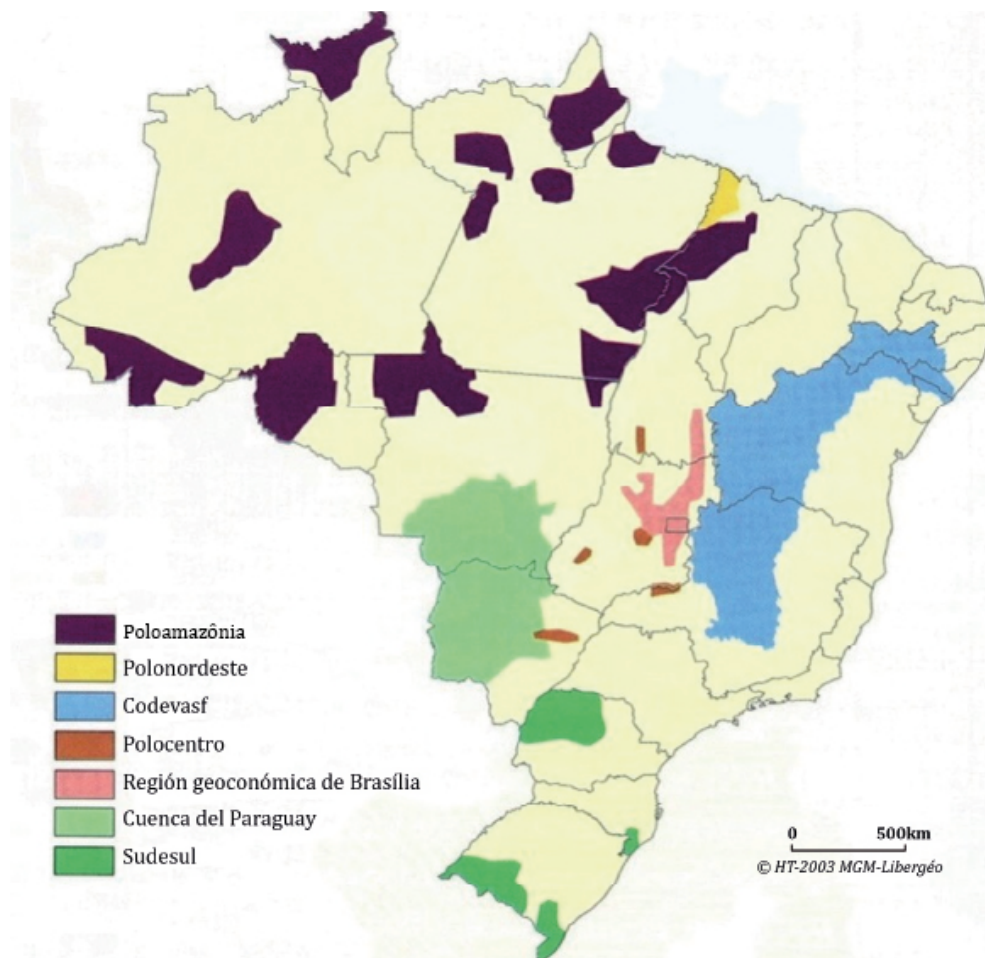 Poloamazônia
Polonordeste
Codevasf
Polocentro
Región geoconómica de Brasília
Cuenca del Paraguay
Sudesul
0 500km
© HT-2003 MGM-Libergéo